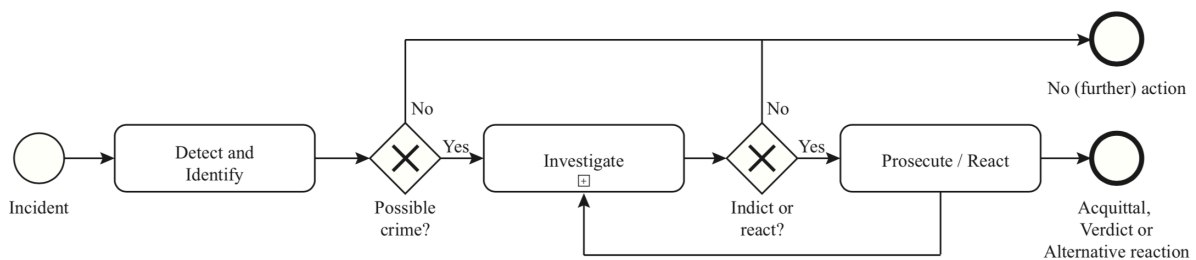 No (further) action
No
No
Detect and
Identify
Yes
Investigate
Yes
Prosecute / React
Incident
Possible
crime?
Indict or
react?
Acquittal,
Verdict or
Alternative reaction